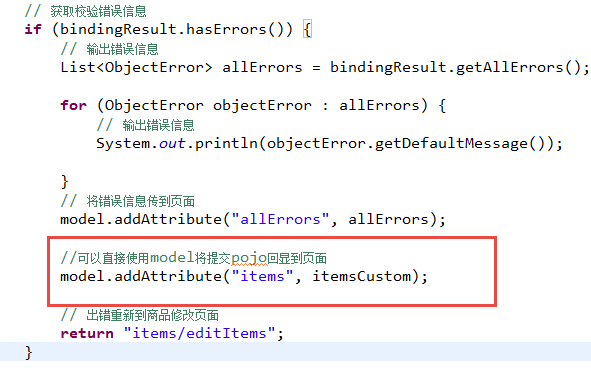 // 获取校验错误信息
if (bindingResult.hasErrors()) {
// 输出错误信息
List<ObjectError> allErrors = bindingResult.getAllErrors();
for (ObjectError objectError : allErrors) {
// 输出错误信息
System.out.println(objectError.getDefaultMessage());
}
// 将错误信息传到页面
model.addAttribute("allErrors", allErrors);
//可以直接使用model将提交pojo回显到页面
model.addAttribute("items", itemsCustom);
// 出错重新到商品修改页面
return "items/editItems";
}